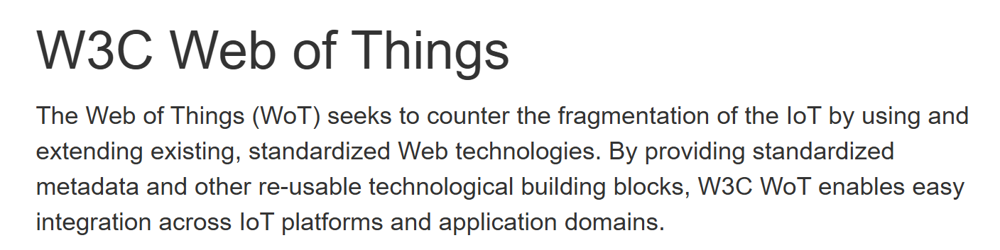 W3C Web of Things
The Web of Things (WoT) seeks to counter the fragmentation of the IoT by using and
extending existing, standardized Web technologies. By providing standardized
metadata and other re-usable technological building blocks, W3C WoT enables easy
integration across IoT platforms and application domains.